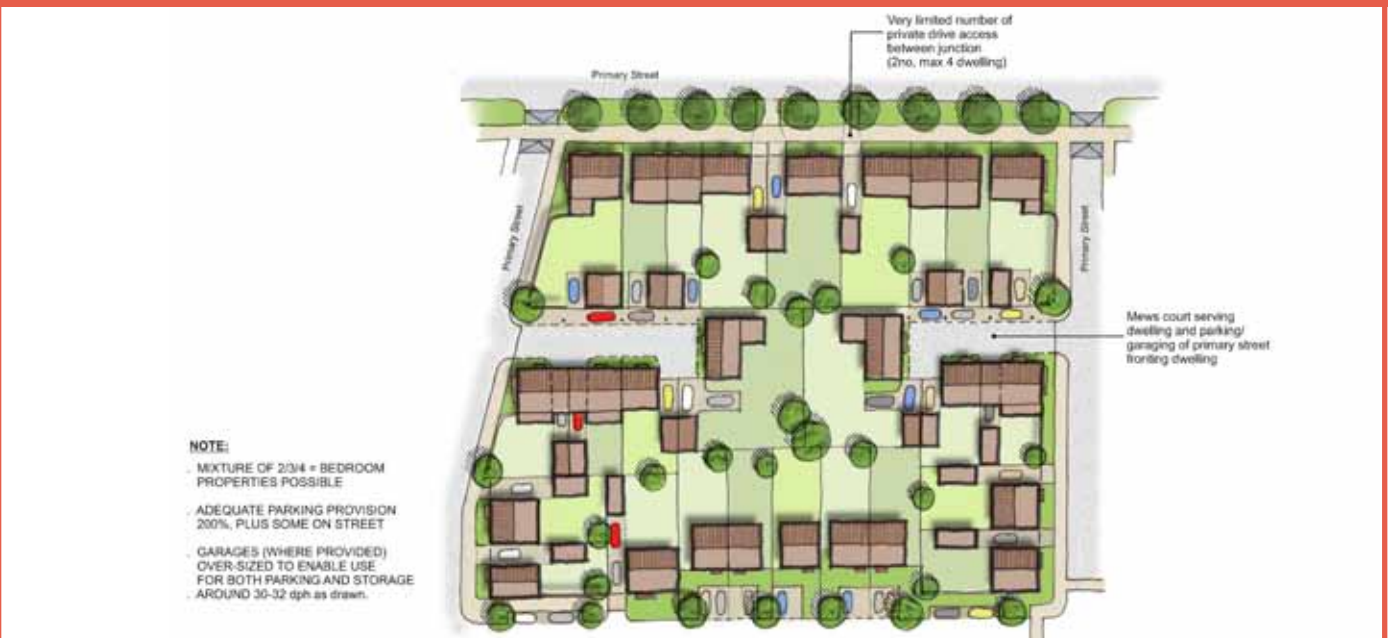 Very limited number of
private drive access
between junction
(2no, max 4 dwelling)
Primary Street
Primary Street
Primary Street
Mews court serving
dwelling and parking/
garaging of primary street
fronting dwelling
NOTE:
. MIXTURE OF 2/3/4 = BEDROOM
PROPERTIES POSSIBLE
. ADEQUATE PARKING PROVISION
200%, PLUS SOME ON STREET
. GARAGES (WHERE PROVIDED)
OVER-SIZED TO ENABLE USE
FOR BOTH PARKING AND STORAGE
. AROUND 30-32 dph as drawn.